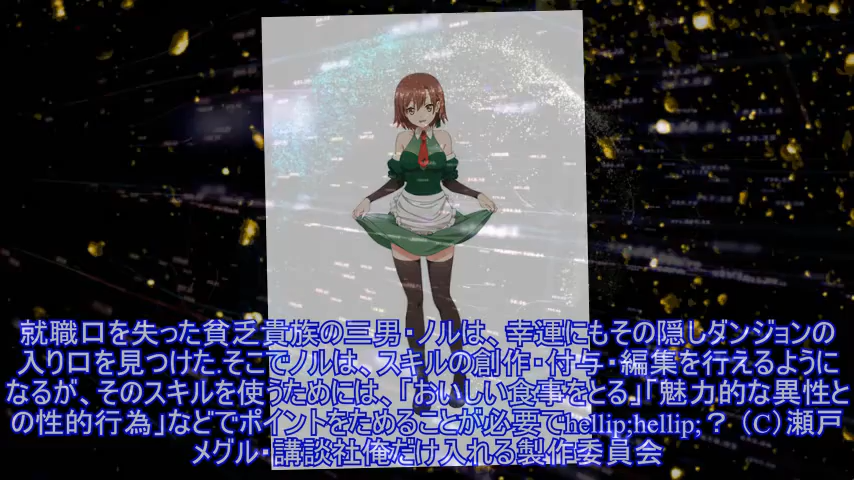 就職口を失った貧乏貴族の三男・ノルは、幸運にもその隠しダンジョンの
入り口を見つけた.そこでノルは、スキルの創作・付与・編集を行えるように
なるが、そのスキルを使うためには、「おいしい食事をとる」「魅力的な異性と
の性的行為」などでポイントをためることが必要でhellip;hellip;？（C）瀬戸
メグル・講談社俺だけ入れる製作委員会